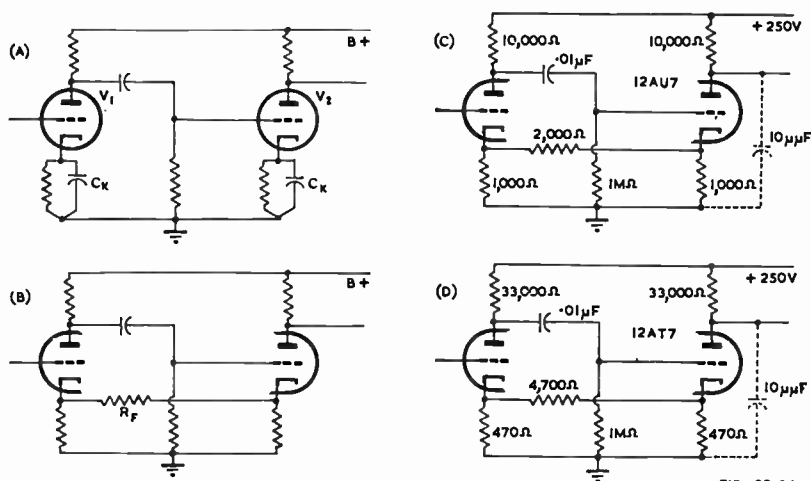 (A)
B+
V1
V2
CK
CK
(B)
B+
RF
(C)
+ 250V
10,000Ω
10,000Ω
.01µF
12AU7
2,000Ω
10µµF
1,000Ω
1MΩ
1,000Ω
(D)
+ 250V
33,000Ω
33,000Ω
.01µF
12AT7
4,700Ω
10µµF
470Ω
1MΩ
470Ω